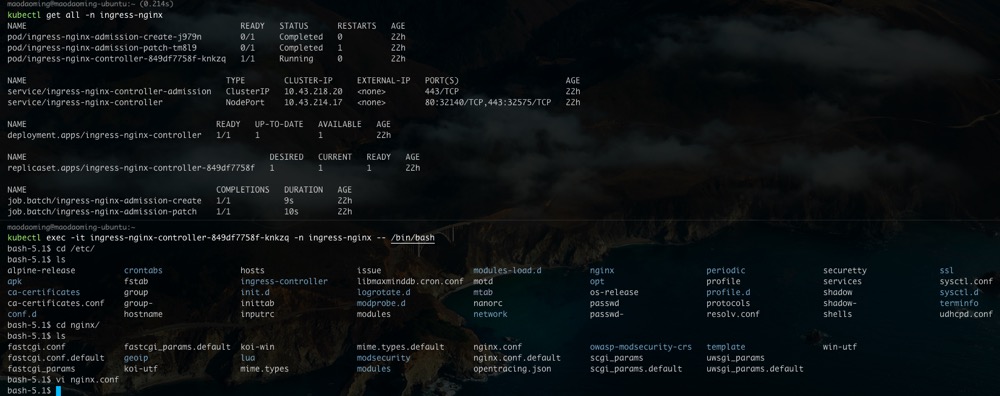 maodaoming@maodaoming-ubuntu:~ (0.214s)
kubectl get all -n ingress-nginx
NAME READY STATUS RESTARTS AGE
pod/ingress-nginx-admission-create-j979n 0/1 Completed 0 22h
pod/ingress-nginx-admission-patch-tm8l9 0/1 Completed 1 22h
pod/ingress-nginx-controller-849df7758f-knkzq 1/1 Running 0 22h
NAME TYPE CLUSTER-IP EXTERNAL-IP PORT(S) AGE
service/ingress-nginx-controller-admission ClusterIP 10.43.218.20 <none> 443/TCP 22h
service/ingress-nginx-controller NodePort 10.43.214.17 <none> 80:32140/TCP,443:32575/TCP 22h
NAME READY UP-TO-DATE AVAILABLE AGE
deployment.apps/ingress-nginx-controller 1/1 1 1 22h
NAME DESIRED CURRENT READY AGE
replicaset.apps/ingress-nginx-controller-849df7758f 1 1 1 22h
NAME COMPLETIONS DURATION AGE
job.batch/ingress-nginx-admission-create 1/1 9s 22h
job.batch/ingress-nginx-admission-patch 1/1 10s 22h
maodaoming@maodaoming-ubuntu:~
kubectl exec -it ingress-nginx-controller-849df7758f-knkzq -n ingress-nginx -- /bin/bash
bash-5.1$ cd /etc/
bash-5.1$ ls
alpine-release crontabs hosts issue modules-load.d nginx periodic securetty ssl
apk fstab ingress-controller libmaxminddb.cron.conf motd opt profile services sysctl.conf
ca-certificates group init.d logrotate.d mtab os-release profile.d shadow sysctl.d
ca-certificates.conf group- inittab modprobe.d nanorc passwd protocols shadow- terminfo
conf.d hostname inputrc modules network passwd- resolv.conf shells udhcpd.conf
bash-5.1$ cd nginx/
bash-5.1$ ls
fastcgi.conf fastcgi_params.default koi-win mime.types.default nginx.conf owasp-modsecurity-crs template win-utf
fastcgi.conf.default geoip lua modsecurity nginx.conf.default scgi_params uwsgi_params
fastcgi_params koi-utf mime.types modules opentracing.json scgi_params.default uwsgi_params.default
bash-5.1$ vi nginx.conf
bash-5.1$